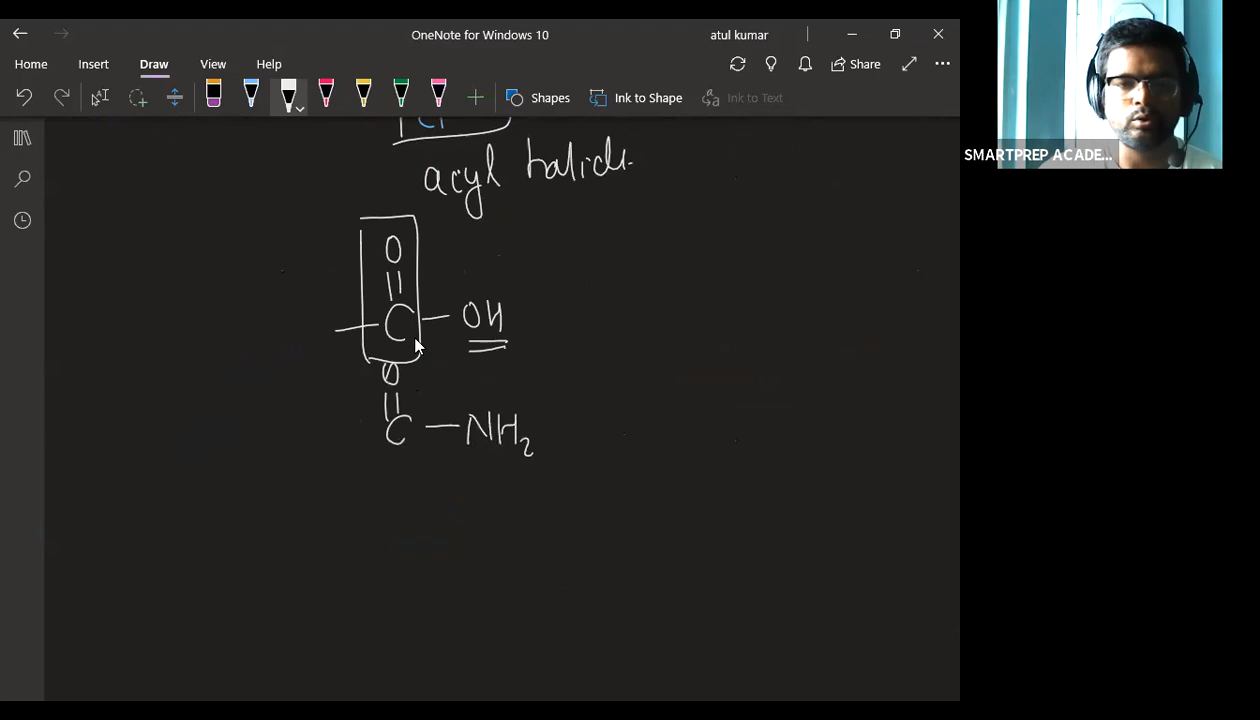 OneNote for Windows 10
atul kumar
Home Insert Draw View Help
Share
Shapes Ink to Shape Ink to Text
SMARTPREP ACADE...
Cl
acyl halide
O
C OH
O
C NH2